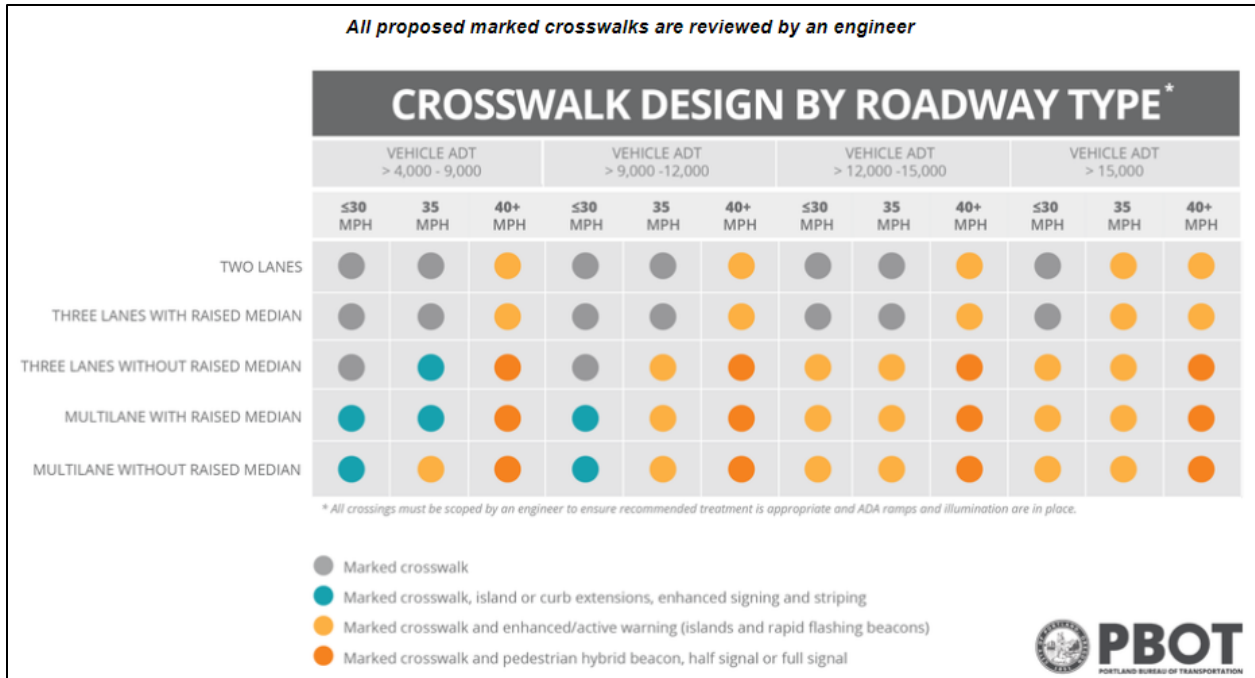 All proposed marked crosswalks are reviewed by an engineer
CROSSWALK DESIGN BY ROADWAY TYPE*
VEHICLE ADT VEHICLE ADT VEHICLE ADT VEHICLE ADT
> 4,000 - 9,000 > 9,000 -12,000 > 12,000 -15,000 > 15,000
≤30 35 40+ ≤30 35 40+ ≤30 35 40+ ≤30 35 40+
MPH MPH MPH MPH MPH MPH MPH MPH MPH MPH MPH MPH
TWO LANES
THREE LANES WITH RAISED MEDIAN
THREE LANES WITHOUT RAISED MEDIAN
MULTILANE WITH RAISED MEDIAN
MULTILANE WITHOUT RAISED MEDIAN
* All crossings must be scoped by an engineer to ensure recommended treatment is appropriate and ADA ramps and illumination are in place.
Marked crosswalk
Marked crosswalk, island or curb extensions, enhanced signing and striping
Marked crosswalk and enhanced/active warning (islands and rapid flashing beacons)
Marked crosswalk and pedestrian hybrid beacon, half signal or full signal
PBOT
PORTLAND BUREAU OF TRANSPORTATION